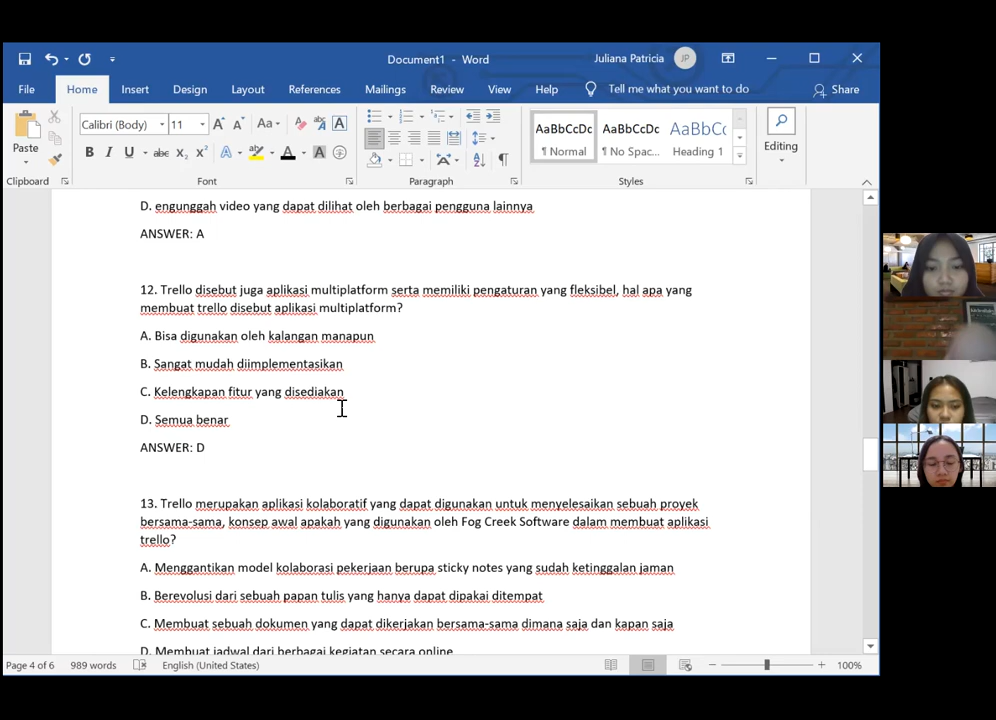 Document1 - Word
Juliana Patricia
JP
File Home Insert Design Layout References Mailings Review View Help Tell me what you want to do Share
Paste
Calibri (Body) 11
AaBbCcDc AaBbCcDc AaBbCc
¶ Normal ¶ No Spac... Heading 1
Editing
Clipboard Font Paragraph Styles
D. engunggah video yang dapat dilihat oleh berbagai pengguna lainnya
ANSWER: A
12. Trello disebut juga aplikasi multiplatform serta memiliki pengaturan yang fleksibel, hal apa yang
membuat trello disebut aplikasi multiplatform?
A. Bisa digunakan oleh kalangan manapun
B. Sangat mudah diimplementasikan
C. Kelengkapan fitur yang disediakan
D. Semua benar
ANSWER: D
13. Trello merupakan aplikasi kolaboratif yang dapat digunakan untuk menyelesaikan sebuah proyek
bersama-sama, konsep awal apakah yang digunakan oleh Fog Creek Software dalam membuat aplikasi
trello?
A. Menggantikan model kolaborasi pekerjaan berupa sticky notes yang sudah ketinggalan jaman
B. Berevolusi dari sebuah papan tulis yang hanya dapat dipakai ditempat
C. Membuat sebuah dokumen yang dapat dikerjakan bersama-sama dimana saja dan kapan saja
D. Membuat jadwal dari berbagai kegiatan secara online
Page 4 of 6 989 words English (United States) 100%